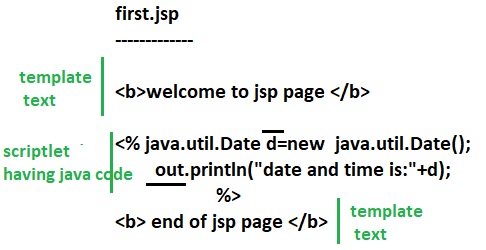 first.jsp
-------------
template
text
<b>welcome to jsp page </b>
scriptlet
having java code
<% java.util.Date d=new  java.util.Date();
out.println("date and time is:"+d);
%>
<b> end of jsp page </b>
template
text